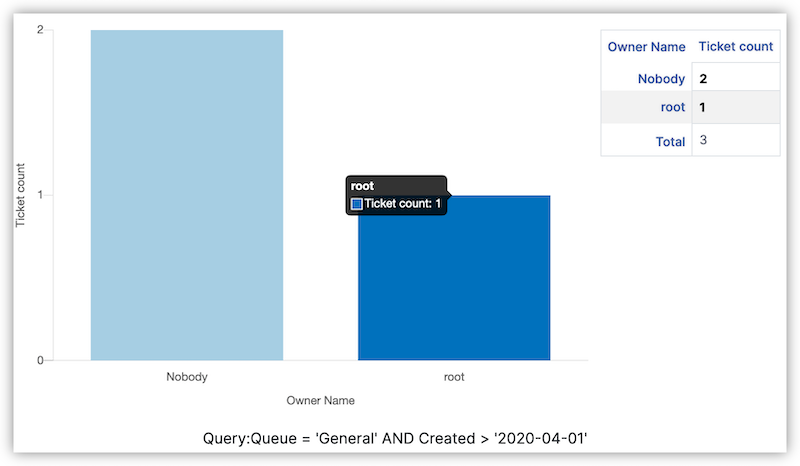 2
1
0
Ticket count
Nobody
root
Owner Name
root
Ticket count: 1
Owner Name Ticket count
Nobody 2
root 1
Total 3
Query:Queue = 'General' AND Created > '2020-04-01'